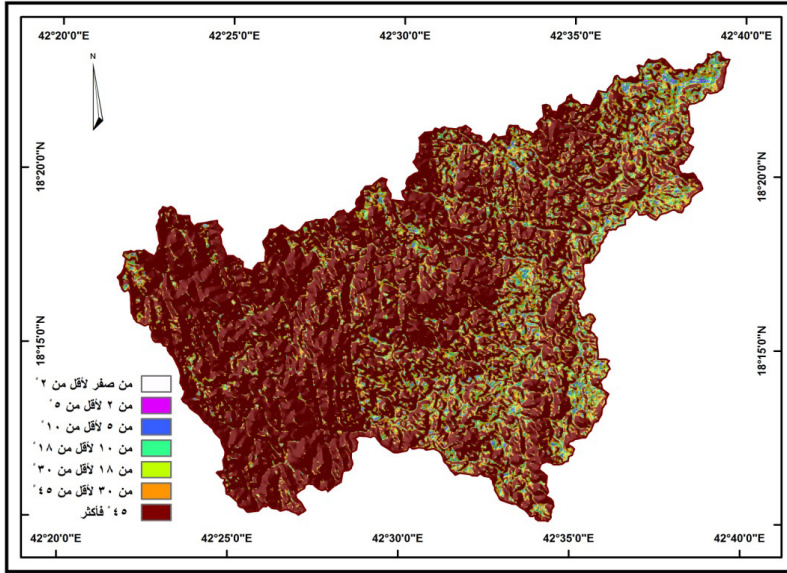 42°20'0"E 42°25'0"E 42°30'0"E 42°35'0"E 42°40'0"E
N
18°20'0"N
18°20'0"N
18°15'0"N
18°15'0"N
من صفر لأقل من ٢°
من ٢ لأقل من ٥°
من ٥ لأقل من ١٠°
من ١٠ لأقل من ١٨°
من ١٨ لأقل من ٣٠°
من ٣٠ لأقل من ٤٥°
٤٥° فأكثر
42°20'0"E 42°25'0"E 42°30'0"E 42°35'0"E 42°40'0"E